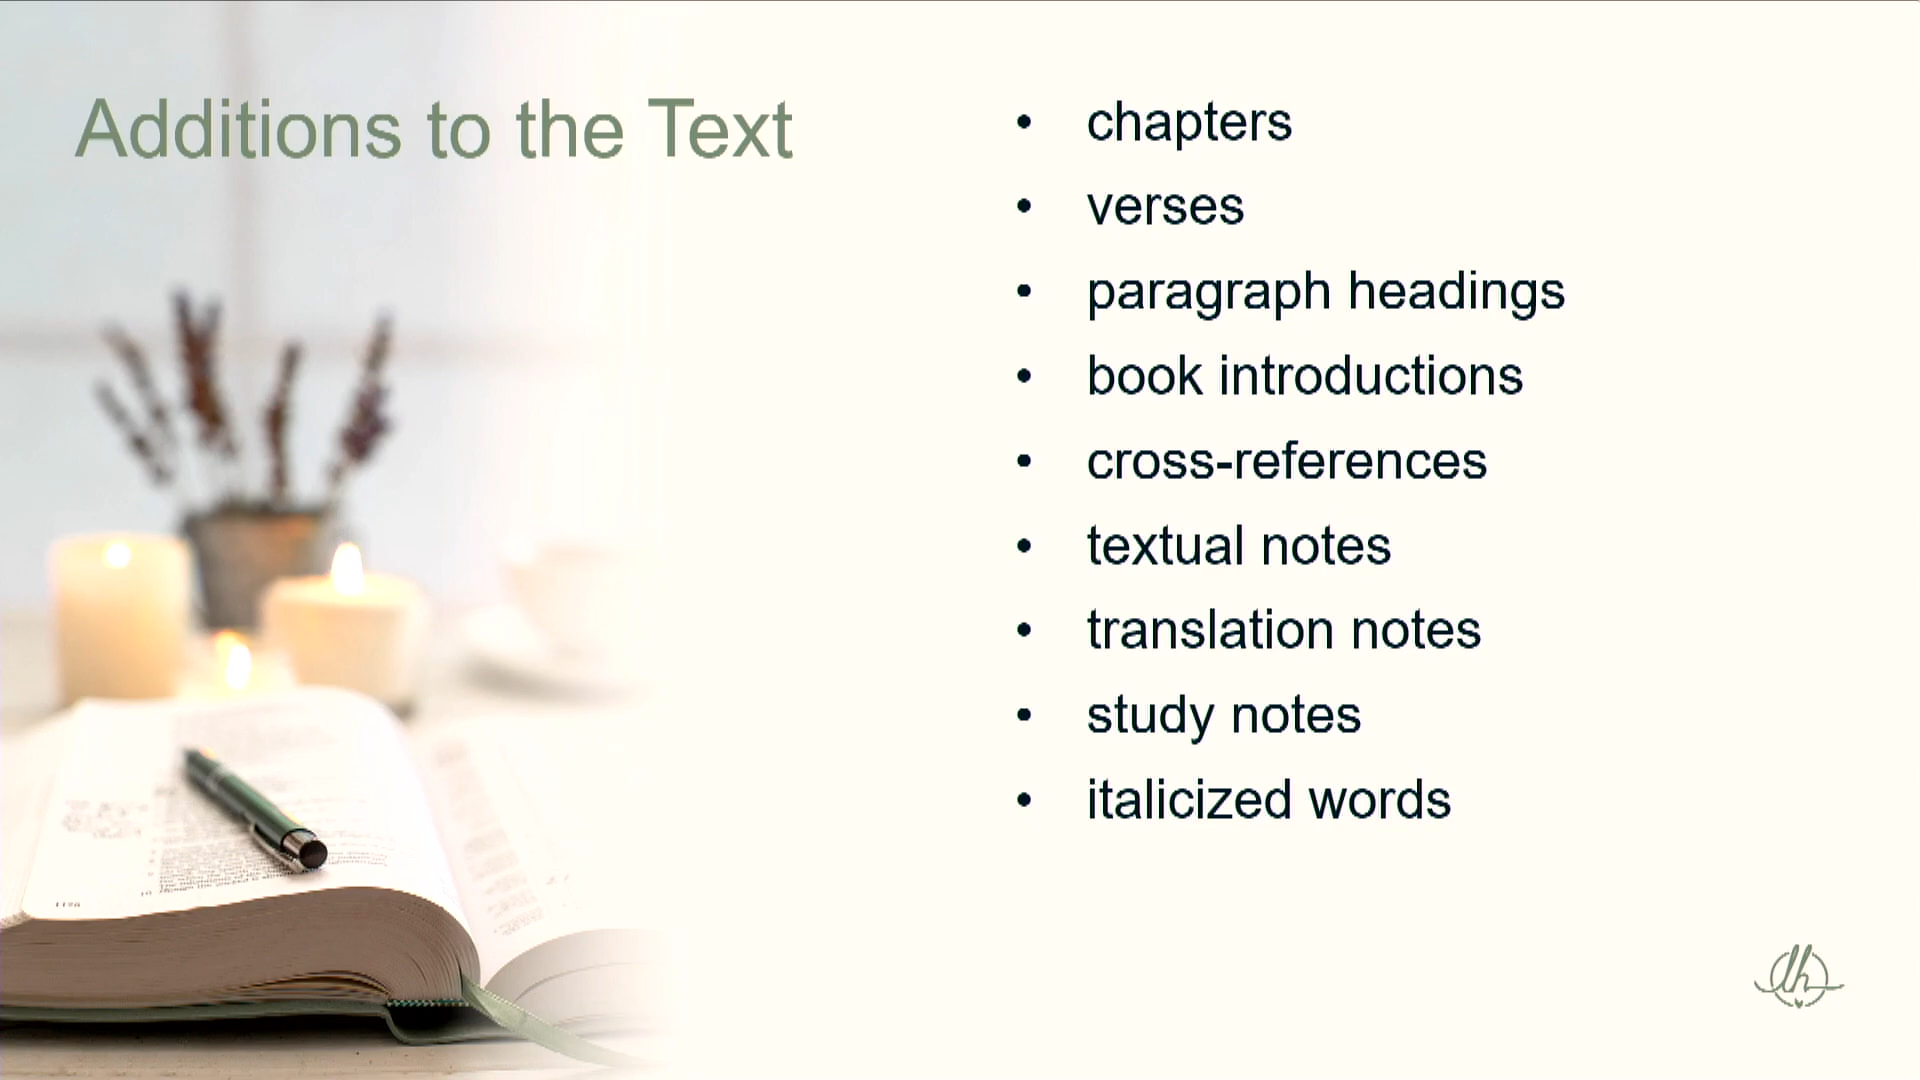 Additions to the Text
• chapters
• verses
• paragraph headings
• book introductions
• cross-references
• textual notes
• translation notes
• study notes
• italicized words
lh